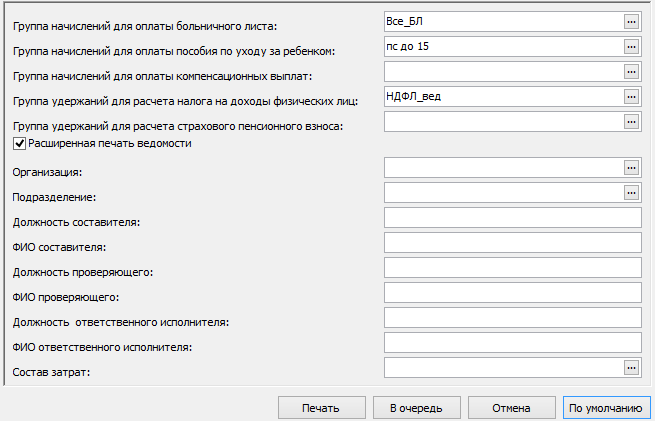 Группа начислений для оплаты больничного листа: Все_БЛ ...
Группа начислений для оплаты пособия по уходу за ребенком: пс до 15 ...
Группа начислений для оплаты компенсационных выплат: ...
Группа удержаний для расчета налога на доходы физических лиц: НДФЛ_вед ...
Группа удержаний для расчета страхового пенсионного взноса: ...
Расширенная печать ведомости
Организация: ...
Подразделение: ...
Должность составителя:
ФИО составителя:
Должность проверяющего:
ФИО проверяющего:
Должность ответственного исполнителя:
ФИО ответственного исполнителя:
Состав затрат: ...
Печать В очередь Отмена По умолчанию